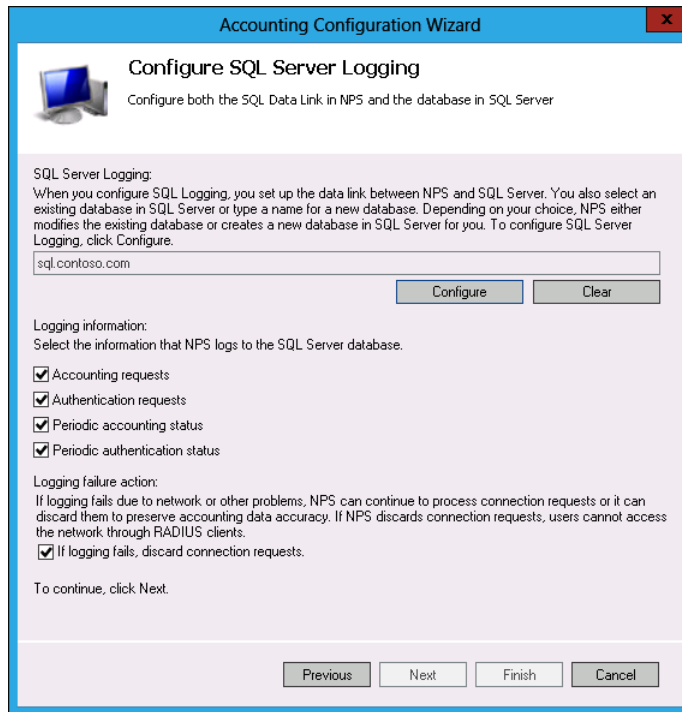 Accounting Configuration Wizard
x
Configure SQL Server Logging
Configure both the SQL Data Link in NPS and the database in SQL Server
SQL Server Logging:
When you configure SQL Logging, you set up the data link between NPS and SQL Server. You also select an
existing database in SQL Server or type a name for a new database. Depending on your choice, NPS either
modifies the existing database or creates a new database in SQL Server for you. To configure SQL Server
Logging, click Configure.
sql.contoso.com
Configure Clear
Logging information:
Select the information that NPS logs to the SQL Server database.
Accounting requests
Authentication requests
Periodic accounting status
Periodic authentication status
Logging failure action:
If logging fails due to network or other problems, NPS can continue to process connection requests or it can
discard them to preserve accounting data accuracy. If NPS discards connection requests, users cannot access
the network through RADIUS clients.
If logging fails, discard connection requests.
To continue, click Next.
Previous Next Finish Cancel